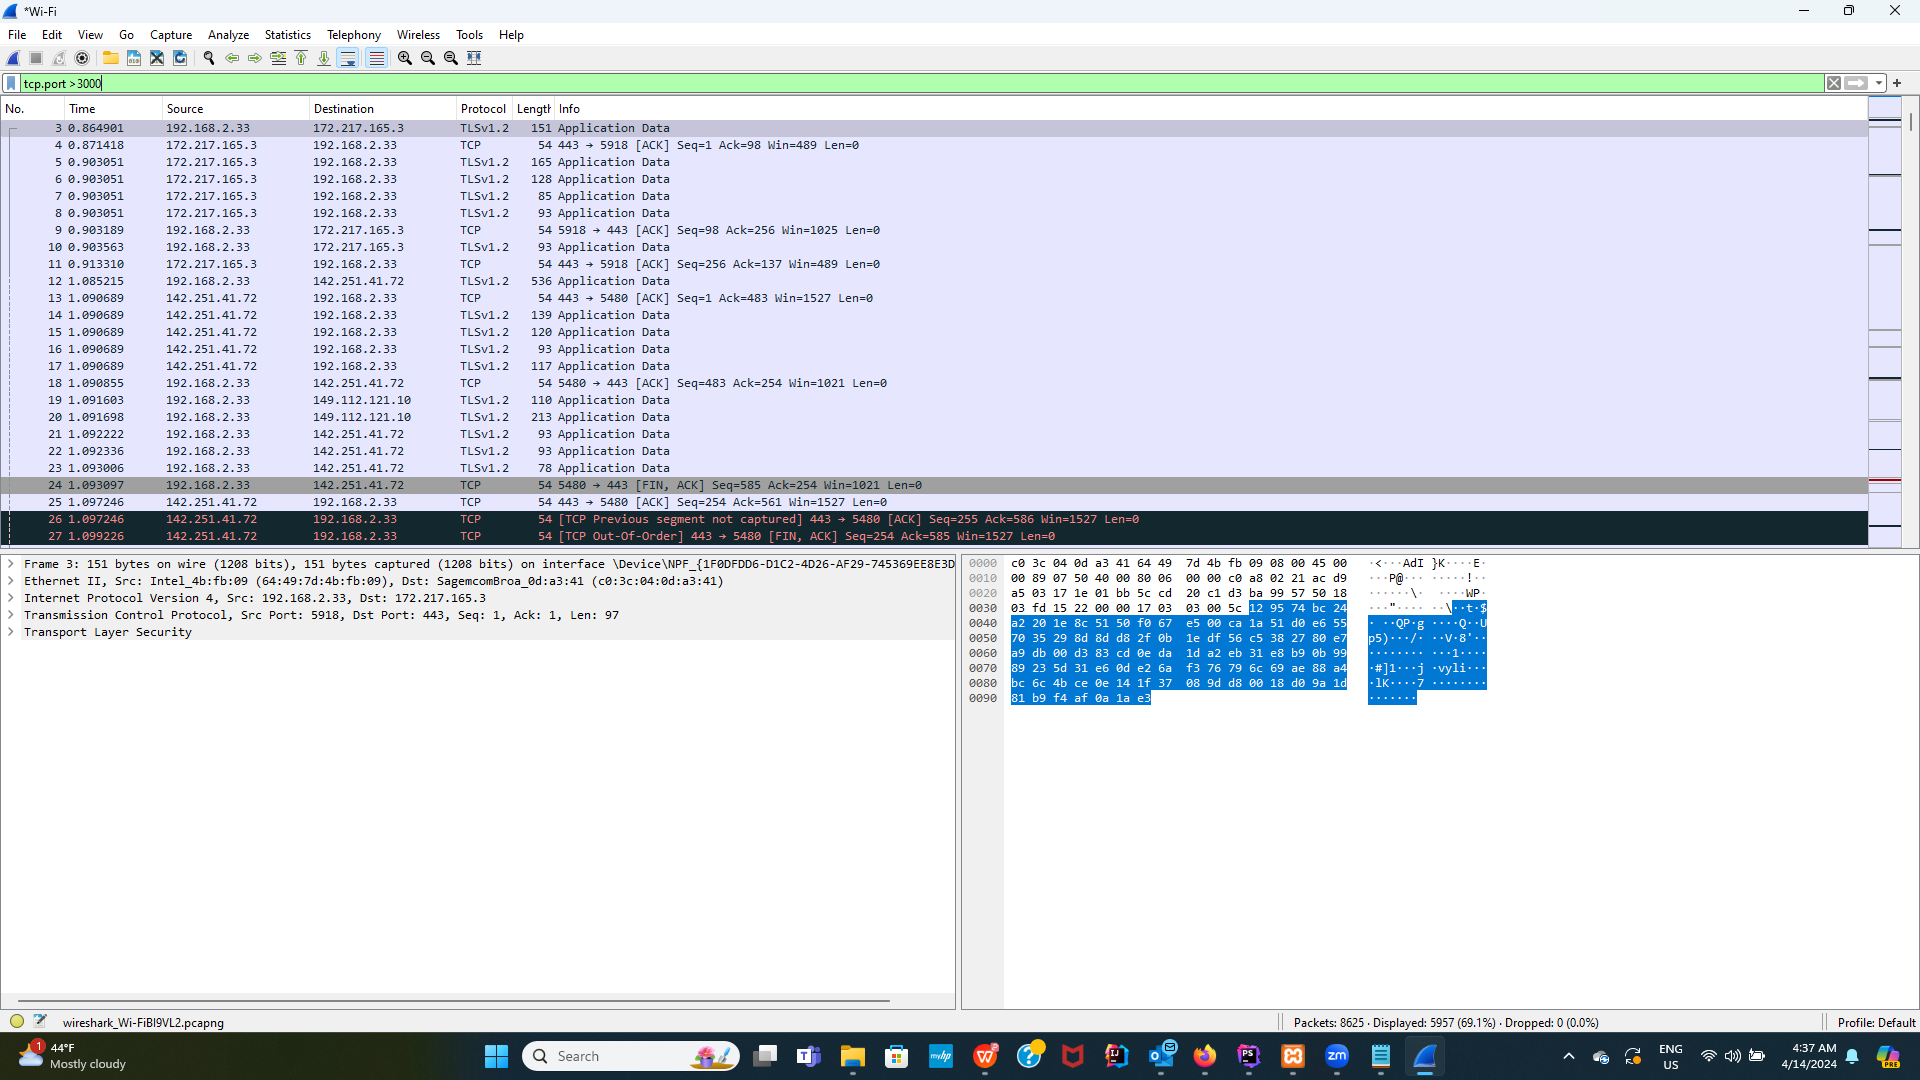 *Wi-Fi
File Edit View Go Capture Analyze Statistics Telephony Wireless Tools Help
tcp.port >3000
No. Time Source Destination Protocol Length Info
3 0.864901 192.168.2.33 172.217.165.3 TLSv1.2 151 Application Data
4 0.871418 172.217.165.3 192.168.2.33 TCP 54 443 → 5918 [ACK] Seq=1 Ack=98 Win=489 Len=0
5 0.903051 172.217.165.3 192.168.2.33 TLSv1.2 165 Application Data
6 0.903051 172.217.165.3 192.168.2.33 TLSv1.2 128 Application Data
7 0.903051 172.217.165.3 192.168.2.33 TLSv1.2 85 Application Data
8 0.903051 172.217.165.3 192.168.2.33 TLSv1.2 93 Application Data
9 0.903189 192.168.2.33 172.217.165.3 TCP 54 5918 → 443 [ACK] Seq=98 Ack=256 Win=1025 Len=0
10 0.903563 192.168.2.33 172.217.165.3 TLSv1.2 93 Application Data
11 0.913310 172.217.165.3 192.168.2.33 TCP 54 443 → 5918 [ACK] Seq=256 Ack=137 Win=489 Len=0
12 1.085215 192.168.2.33 142.251.41.72 TLSv1.2 536 Application Data
13 1.090689 142.251.41.72 192.168.2.33 TCP 54 443 → 5480 [ACK] Seq=1 Ack=483 Win=1527 Len=0
14 1.090689 142.251.41.72 192.168.2.33 TLSv1.2 139 Application Data
15 1.090689 142.251.41.72 192.168.2.33 TLSv1.2 120 Application Data
16 1.090689 142.251.41.72 192.168.2.33 TLSv1.2 93 Application Data
17 1.090689 142.251.41.72 192.168.2.33 TLSv1.2 117 Application Data
18 1.090855 192.168.2.33 142.251.41.72 TCP 54 5480 → 443 [ACK] Seq=483 Ack=254 Win=1021 Len=0
19 1.091603 192.168.2.33 149.112.121.10 TLSv1.2 110 Application Data
20 1.091698 192.168.2.33 149.112.121.10 TLSv1.2 213 Application Data
21 1.092222 192.168.2.33 142.251.41.72 TLSv1.2 93 Application Data
22 1.092336 192.168.2.33 142.251.41.72 TLSv1.2 93 Application Data
23 1.093006 192.168.2.33 142.251.41.72 TLSv1.2 78 Application Data
24 1.093097 192.168.2.33 142.251.41.72 TCP 54 5480 → 443 [FIN, ACK] Seq=585 Ack=254 Win=1021 Len=0
25 1.097246 142.251.41.72 192.168.2.33 TCP 54 443 → 5480 [ACK] Seq=254 Ack=561 Win=1527 Len=0
26 1.097246 142.251.41.72 192.168.2.33 TCP 54 [TCP Previous segment not captured] 443 → 5480 [ACK] Seq=255 Ack=586 Win=1527 Len=0
27 1.099226 142.251.41.72 192.168.2.33 TCP 54 [TCP Out-Of-Order] 443 → 5480 [FIN, ACK] Seq=254 Ack=585 Win=1527 Len=0
Frame 3: 151 bytes on wire (1208 bits), 151 bytes captured (1208 bits) on interface \Device\NPF_{1F0DFDD6-D1C2-4D26-AF29-745369EE8E3D
Ethernet II, Src: Intel_4b:fb:09 (64:49:7d:4b:fb:09), Dst: SagemcomBroa_0d:a3:41 (c0:3c:04:0d:a3:41)
Internet Protocol Version 4, Src: 192.168.2.33, Dst: 172.217.165.3
Transmission Control Protocol, Src Port: 5918, Dst Port: 443, Seq: 1, Ack: 1, Len: 97
Transport Layer Security
0000 c0 3c 04 0d a3 41 64 49 7d 4b fb 09 08 00 45 00 ·<···AdI }K····E·
0010 00 89 07 50 40 00 80 06 00 00 c0 a8 02 21 ac d9 ···P@··· ·····!··
0020 a5 03 17 1e 01 bb 5c cd 20 c1 d3 ba 99 57 50 18 ······\· ····WP·
0030 03 fd 15 22 00 00 17 03 03 00 5c 12 95 74 bc 24 ···"···· ··\··t·$
0040 a2 20 1e 8c 51 50 f0 67 e5 00 ca 1a 51 d0 e6 55 · ··QP·g ····Q··U
0050 70 35 29 8d 8d d8 2f 0b 1e df 56 c5 38 27 80 e7 p5)···/· ··V·8'··
0060 a9 db 00 d3 83 cd 0e da 1d a2 eb 31 e8 b9 0b 99 ········ ···1····
0070 89 23 5d 31 e6 0d e2 6a f3 76 79 6c 69 ae 88 a4 ·#]1···j ·vyli···
0080 bc 6c 4b ce 0e 14 1f 37 08 9d d8 00 18 d0 9a 1d ·lK····7 ········
0090 81 b9 f4 af 0a 1a e3 ·······
wireshark_Wi-FiBI9VL2.pcapng
Packets: 8625 · Displayed: 5957 (69.1%) · Dropped: 0 (0.0%)
Profile: Default
1
44°F
Mostly cloudy
Search
myhp
zm
PS
IJ
ENG
US
4:37 AM
4/14/2024
PRE